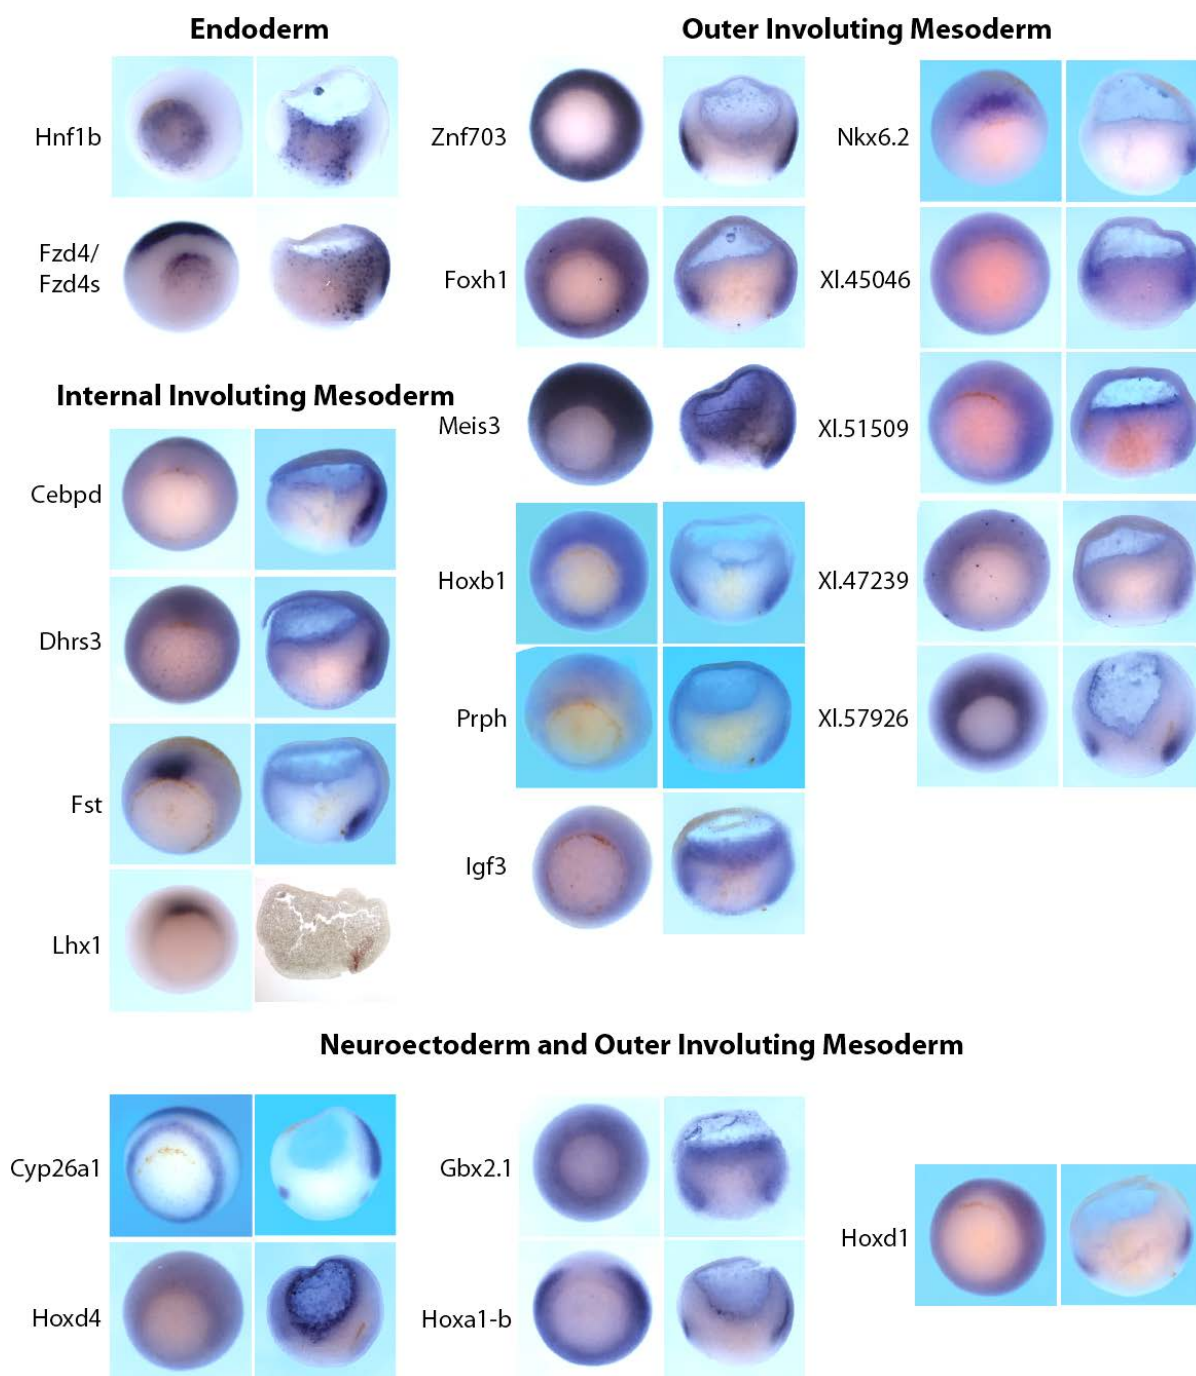 Endoderm
Hnf1b
Fzd4/
Fzd4s
Internal Involuting Mesoderm
Cebpd
Dhrs3
Fst
Lhx1
Outer Involuting Mesoderm
Znf703
Foxh1
Meis3
Hoxb1
Prph
Igf3
Nkx6.2
Xl.45046
Xl.51509
Xl.47239
Xl.57926
Neuroectoderm and Outer Involuting Mesoderm
Cyp26a1
Hoxd4
Gbx2.1
Hoxa1-b
Hoxd1